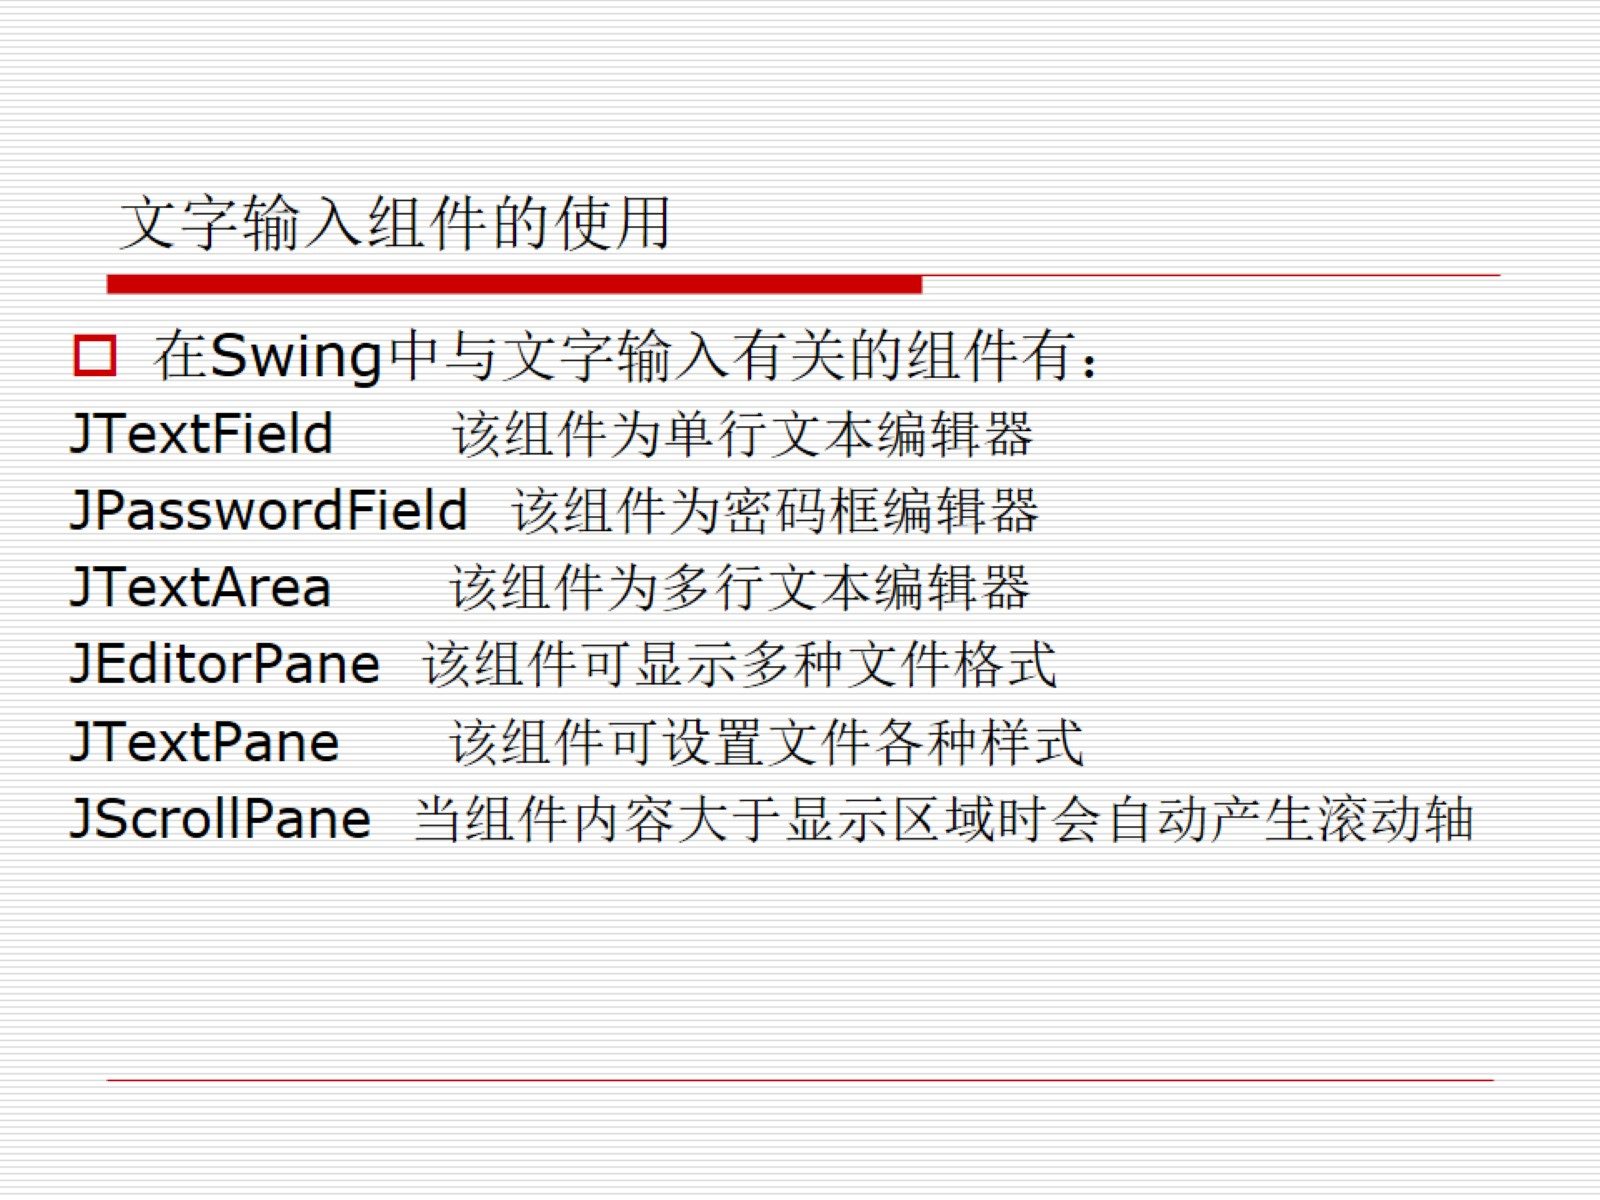 文字输入组件的使用
在Swing中与文字输入有关的组件有：
JTextField 该组件为单行文本编辑器
JPasswordField 该组件为密码框编辑器
JTextArea 该组件为多行文本编辑器
JEditorPane 该组件可显示多种文件格式
JTextPane 该组件可设置文件各种样式
JScrollPane 当组件内容大于显示区域时会自动产生滚动轴